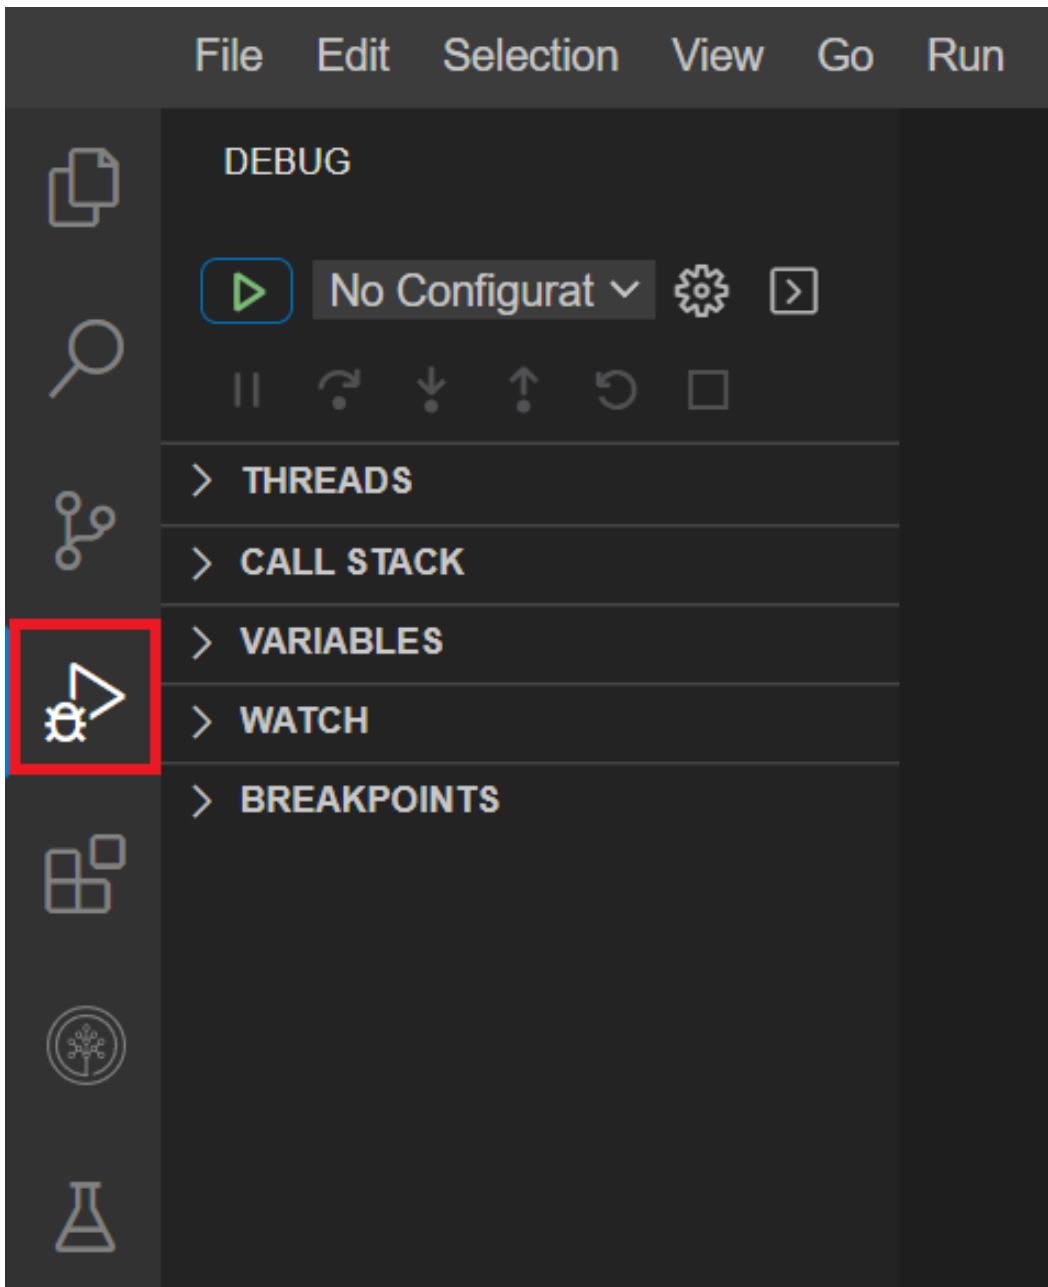 File Edit Selection View Go Run
DEBUG
No Configurat
THREADS
CALL STACK
VARIABLES
WATCH
BREAKPOINTS